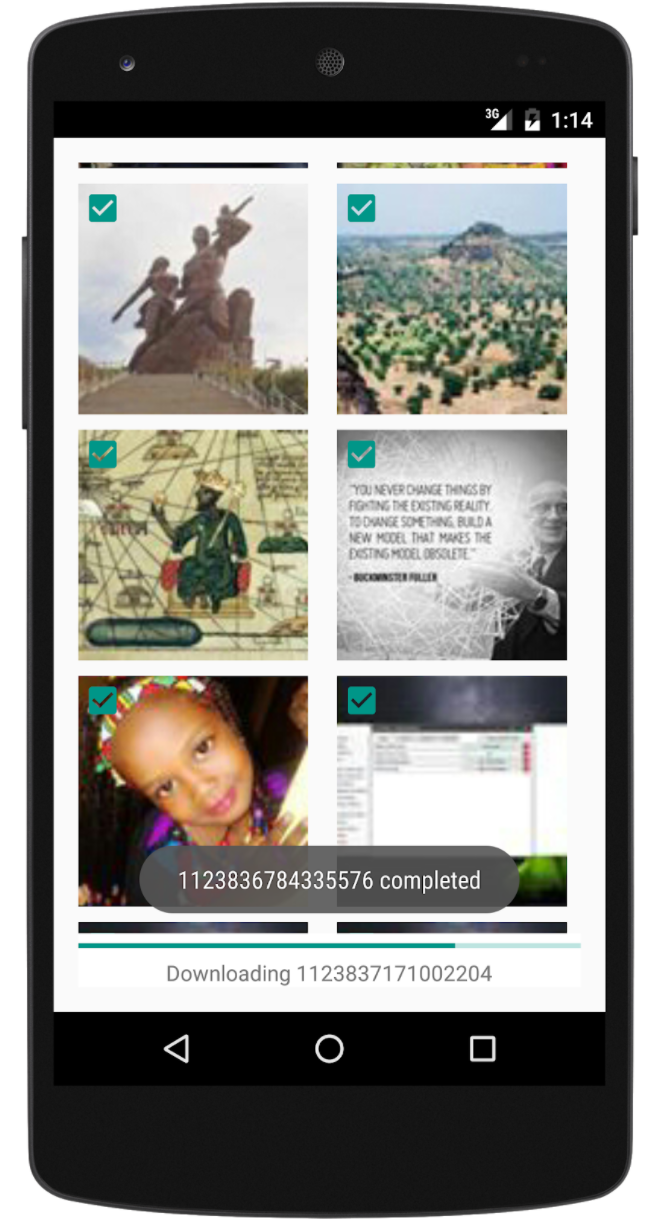 3G 1:14
"YOU NEVER CHANGE THINGS BY
FIGHTING THE EXISTING REALITY.
TO CHANGE SOMETHING, BUILD A
NEW MODEL THAT MAKES THE
EXISTING MODEL OBSOLETE."
- BUCKMINSTER FULLER
1123836784335576 completed
Downloading 1123837171002204